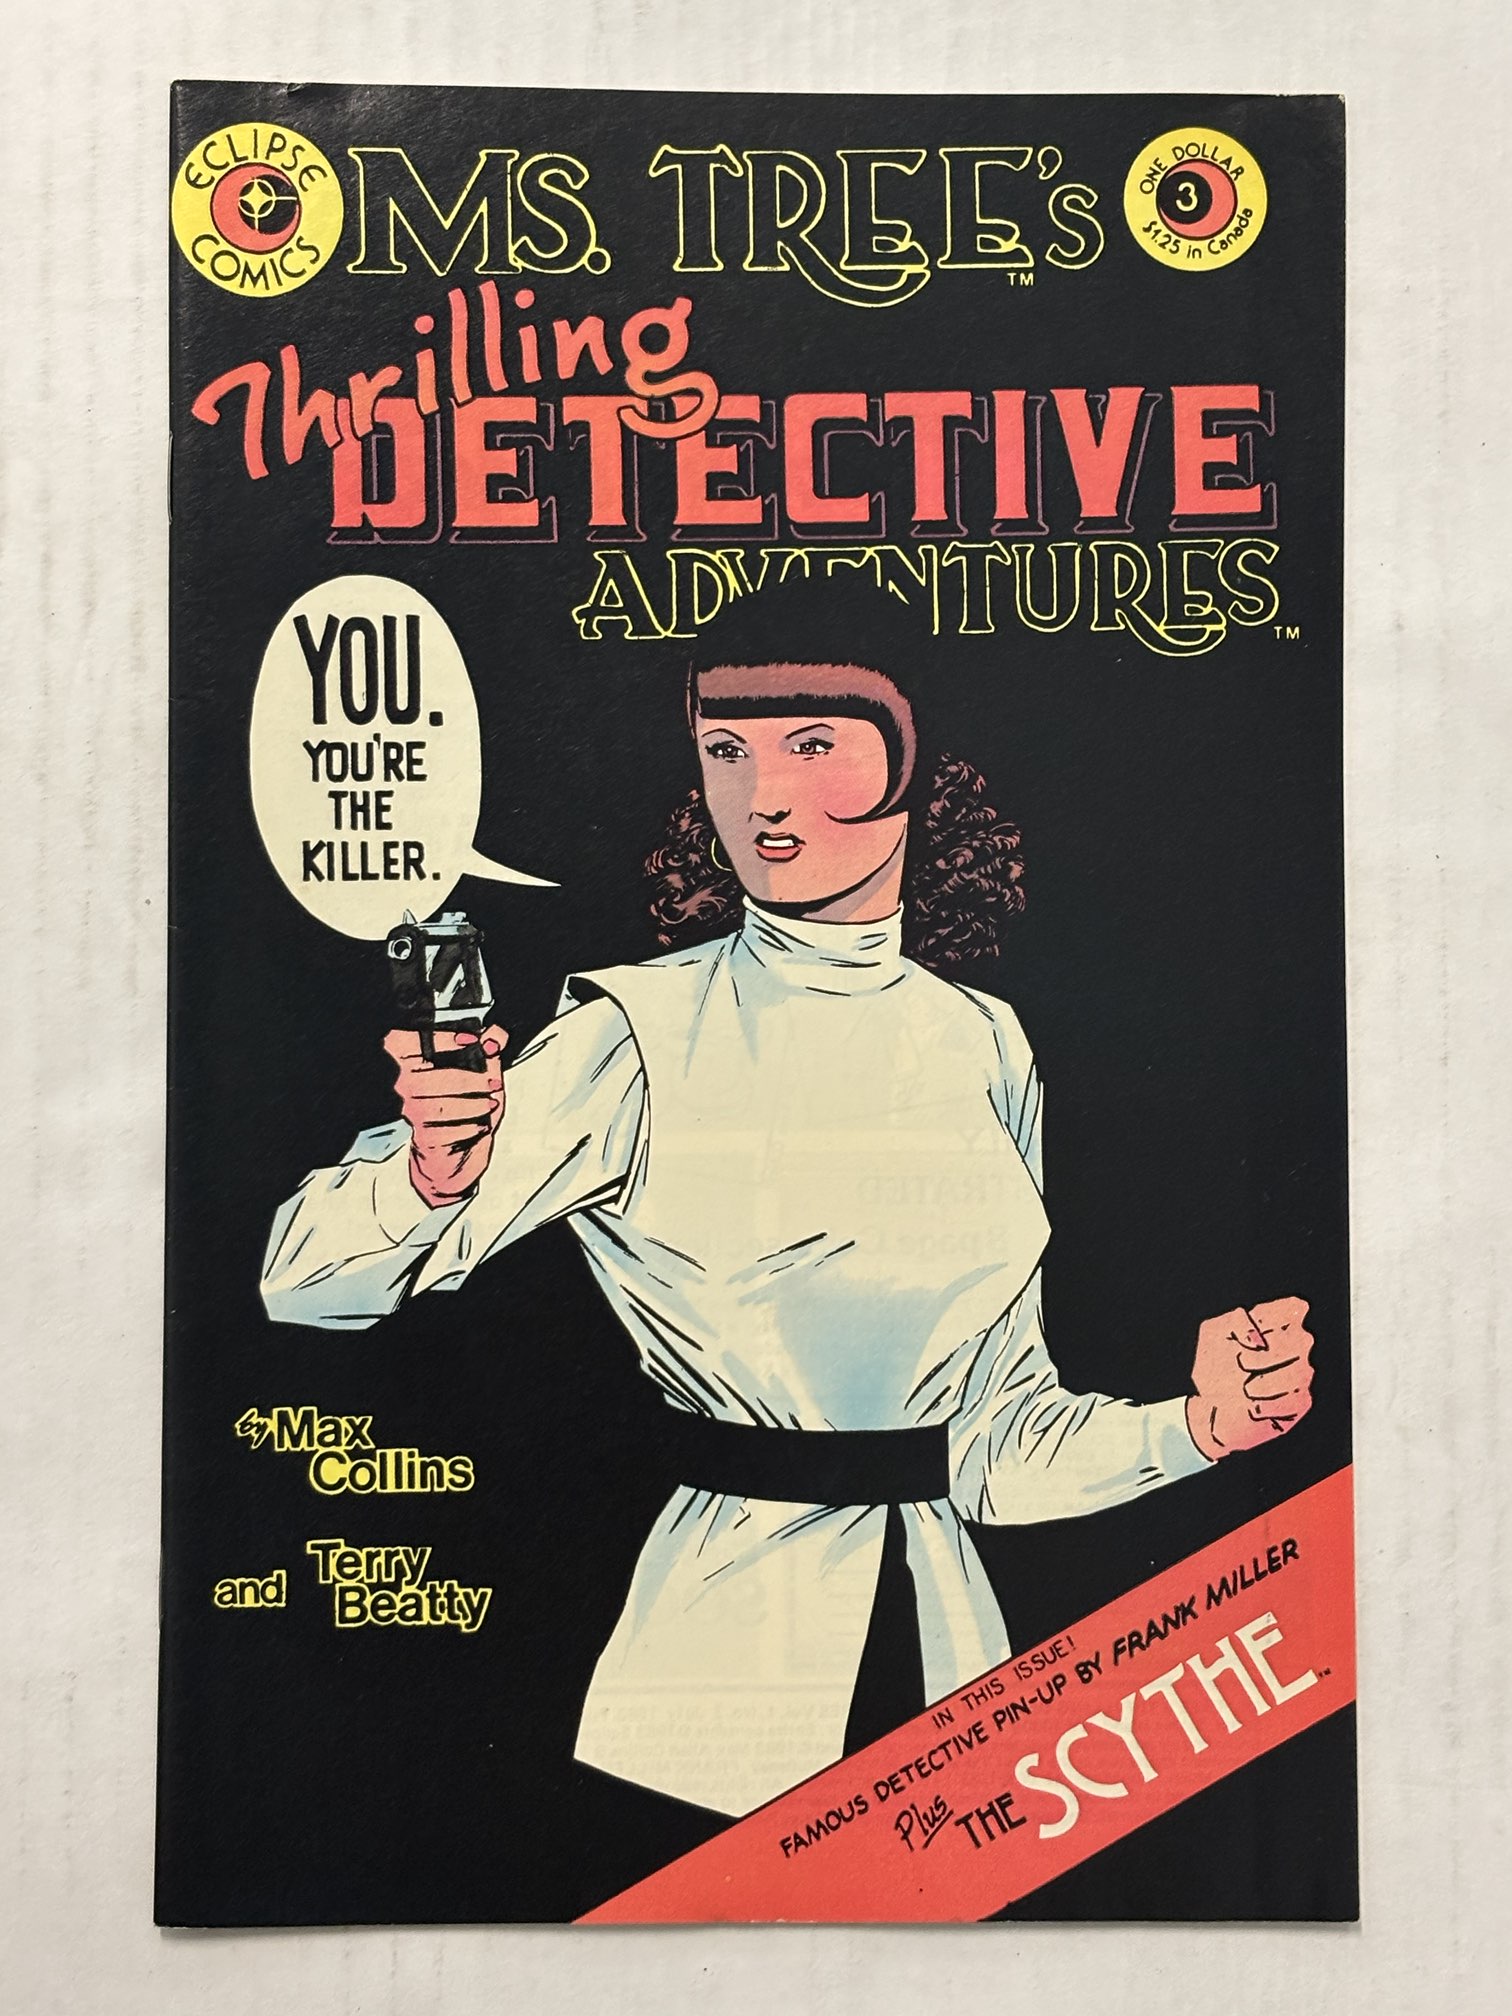 ECLIPSE
COMICS
MS. TREE's
TM
ONE DOLLAR
3
$1.25 in Canada
Thrilling
DETECTIVE
ADVENTURES
TM
YOU.
YOU'RE
THE
KILLER.
by Max
Collins
and Terry
Beatty
IN THIS ISSUE!
FAMOUS DETECTIVE PIN-UP BY FRANK MILLER
Plus
THE SCYTHE
TM